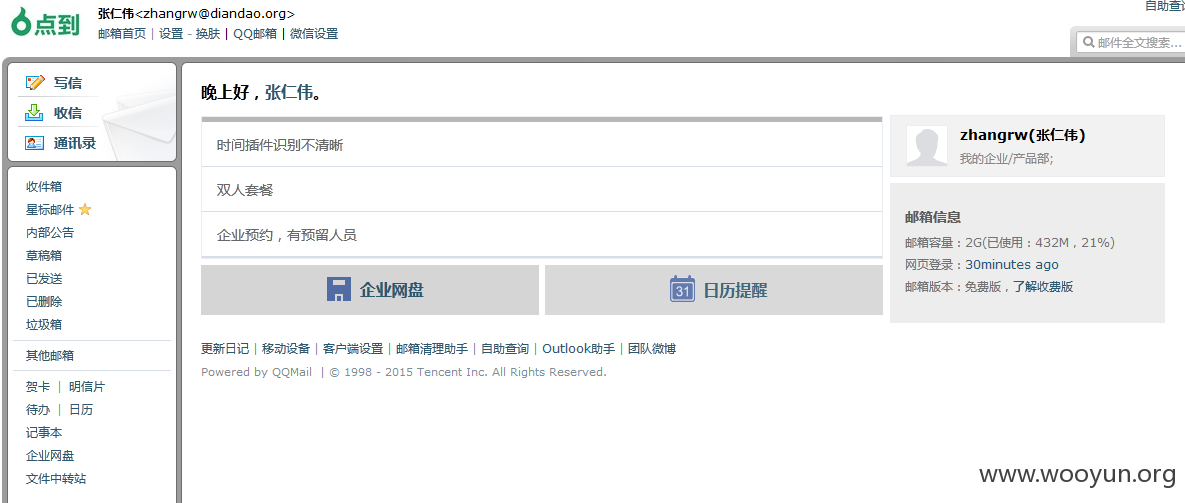 点到
张仁伟<zhangrw@diandao.org>
邮箱首页 | 设置 - 换肤 | QQ邮箱 | 微信设置
自助查询
邮件全文搜索...
写信
收信
通讯录
收件箱
星标邮件
内部公告
草稿箱
已发送
已删除
垃圾箱
其他邮箱
贺卡 | 明信片
待办 | 日历
记事本
企业网盘
文件中转站
晚上好，张仁伟。
时间插件识别不清晰
双人套餐
企业预约，有预留人员
企业网盘
31 日历提醒
更新日记 | 移动设备 | 客户端设置 | 邮箱清理助手 | 自助查询 | Outlook助手 | 团队微博
Powered by QQMail | © 1998 - 2015 Tencent Inc. All Rights Reserved.
zhangrw(张仁伟)
我的企业/产品部;
邮箱信息
邮箱容量：2G(已使用：432M，21%)
网页登录：30minutes ago
邮箱版本：免费版，了解收费版
www.wooyun.org